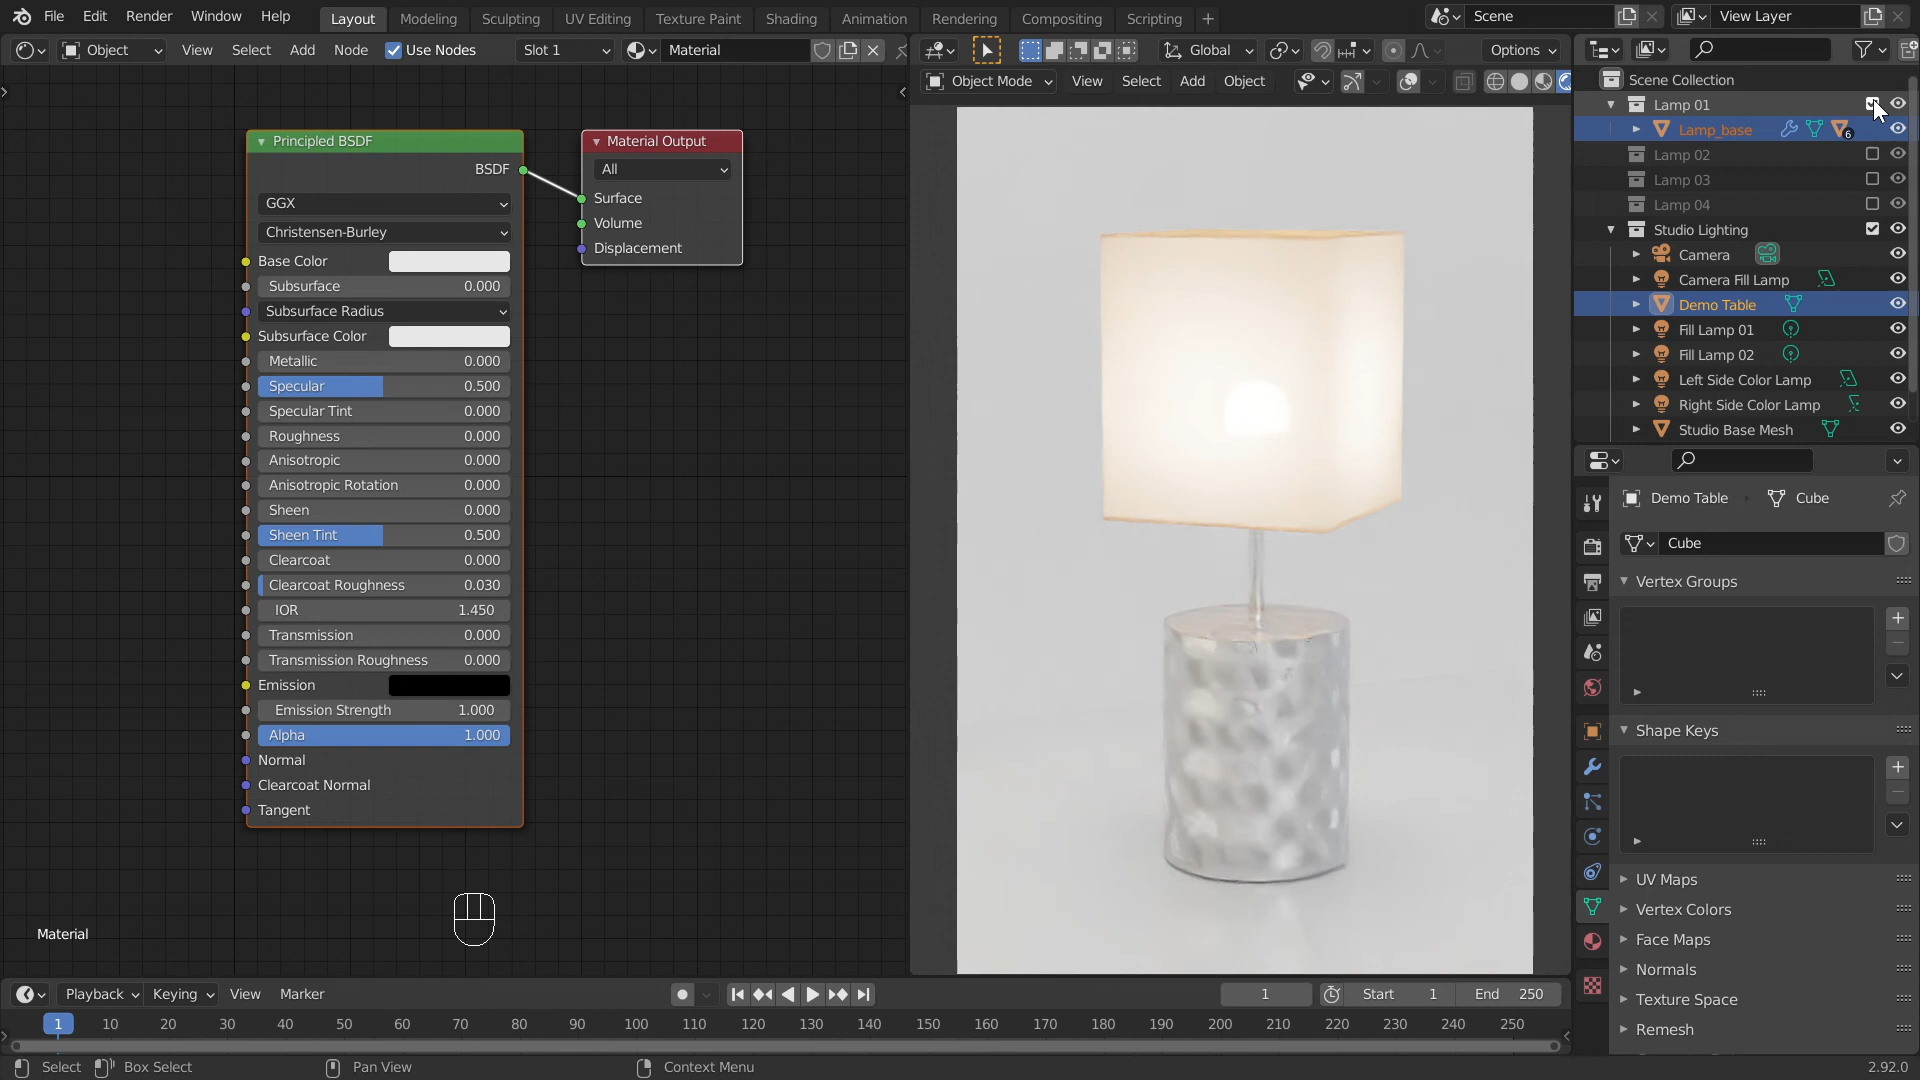 File Edit Render Window Help Layout Modeling Sculpting UV Editing Texture Paint Shading Animation Rendering Compositing Scripting + Scene View Layer
Object View Select Add Node Use Nodes Slot 1 Material Global Options
Object Mode View Select Add Object
Scene Collection
Lamp 01
Lamp_base 6
Lamp 02
Lamp 03
Lamp 04
Studio Lighting
Camera
Camera Fill Lamp
Demo Table
Fill Lamp 01
Fill Lamp 02
Left Side Color Lamp
Right Side Color Lamp
Studio Base Mesh
Principled BSDF
BSDF
GGX
Christensen-Burley
Base Color
Subsurface 0.000
Subsurface Radius
Subsurface Color
Metallic 0.000
Specular 0.500
Specular Tint 0.000
Roughness 0.000
Anisotropic 0.000
Anisotropic Rotation 0.000
Sheen 0.000
Sheen Tint 0.500
Clearcoat 0.000
Clearcoat Roughness 0.030
IOR 1.450
Transmission 0.000
Transmission Roughness 0.000
Emission
Emission Strength 1.000
Alpha 1.000
Normal
Clearcoat Normal
Tangent
Material Output
All
Surface
Volume
Displacement
Material
Demo Table Cube
Cube
Vertex Groups
Shape Keys
UV Maps
Vertex Colors
Face Maps
Normals
Texture Space
Remesh
Playback Keying View Marker 1 Start 1 End 250
1 10 20 30 40 50 60 70 80 90 100 110 120 130 140 150 160 170 180 190 200 210 220 230 240 250
Select Box Select Pan View Context Menu 2.92.0